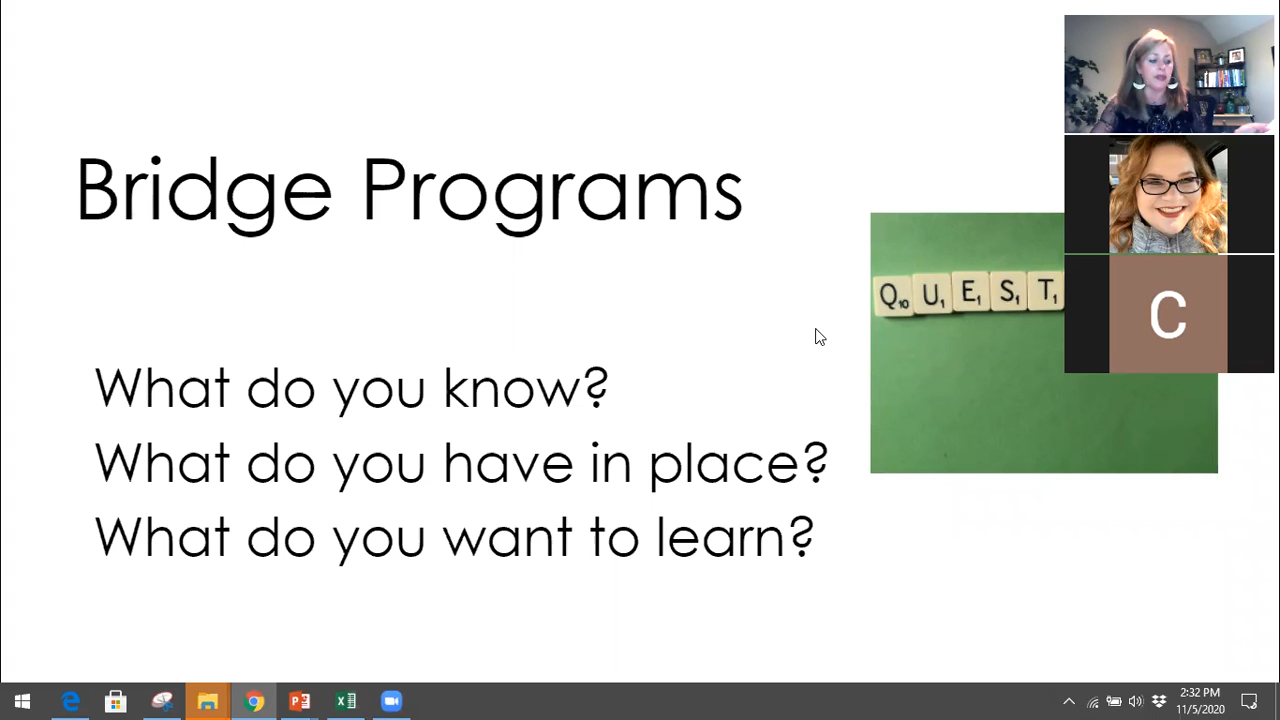 Bridge Programs
QUEST
C
What do you know?
What do you have in place?
What do you want to learn?
2:32 PM
11/5/2020